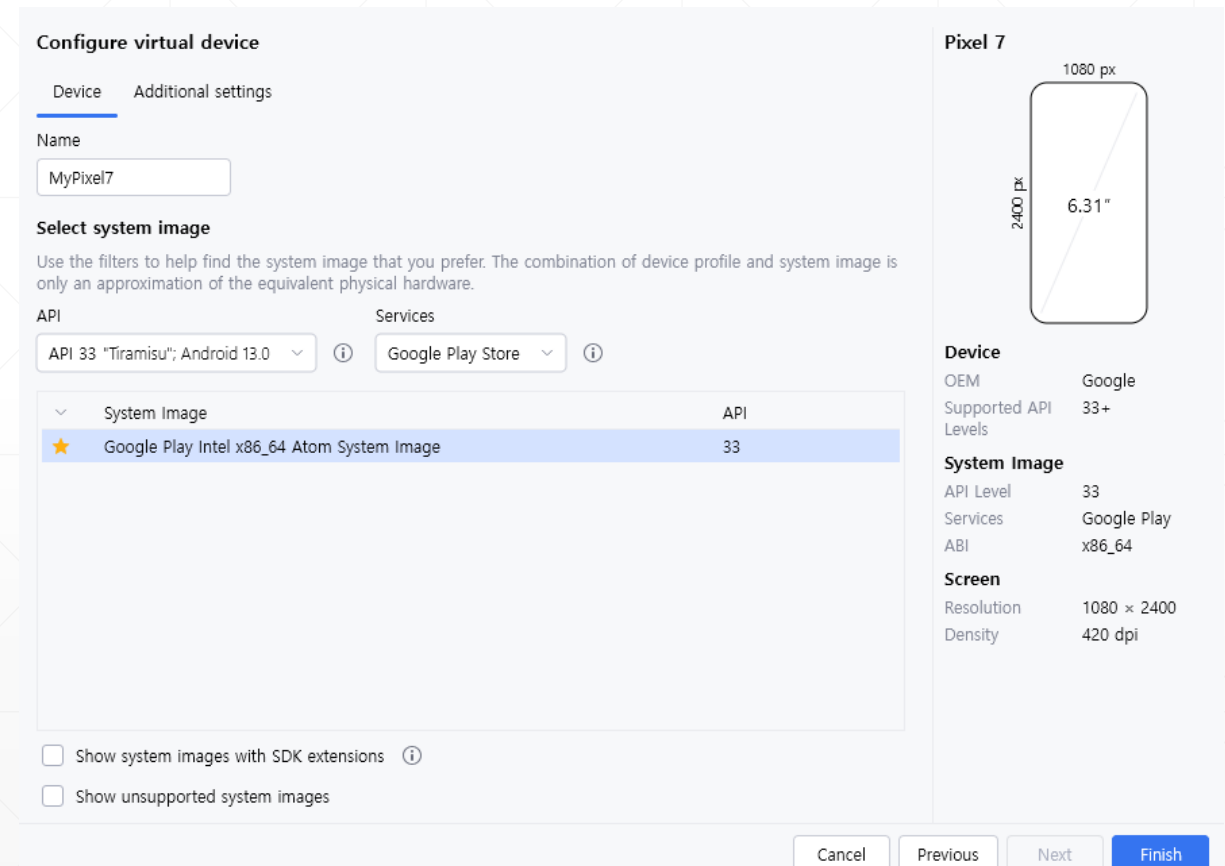 Configure virtual device
Device Additional settings
Name
MyPixel7
Select system image
Use the filters to help find the system image that you prefer. The combination of device profile and system image is
only an approximation of the equivalent physical hardware.
API Services
API 33 "Tiramisu"; Android 13.0 Google Play Store
System Image API
Google Play Intel x86_64 Atom System Image 33
Show system images with SDK extensions
Show unsupported system images
Pixel 7
1080 px
2400 px
6.31"
Device
OEM Google
Supported API 33+
Levels
System Image
API Level 33
Services Google Play
ABI x86_64
Screen
Resolution 1080 × 2400
Density 420 dpi
Cancel Previous Next Finish